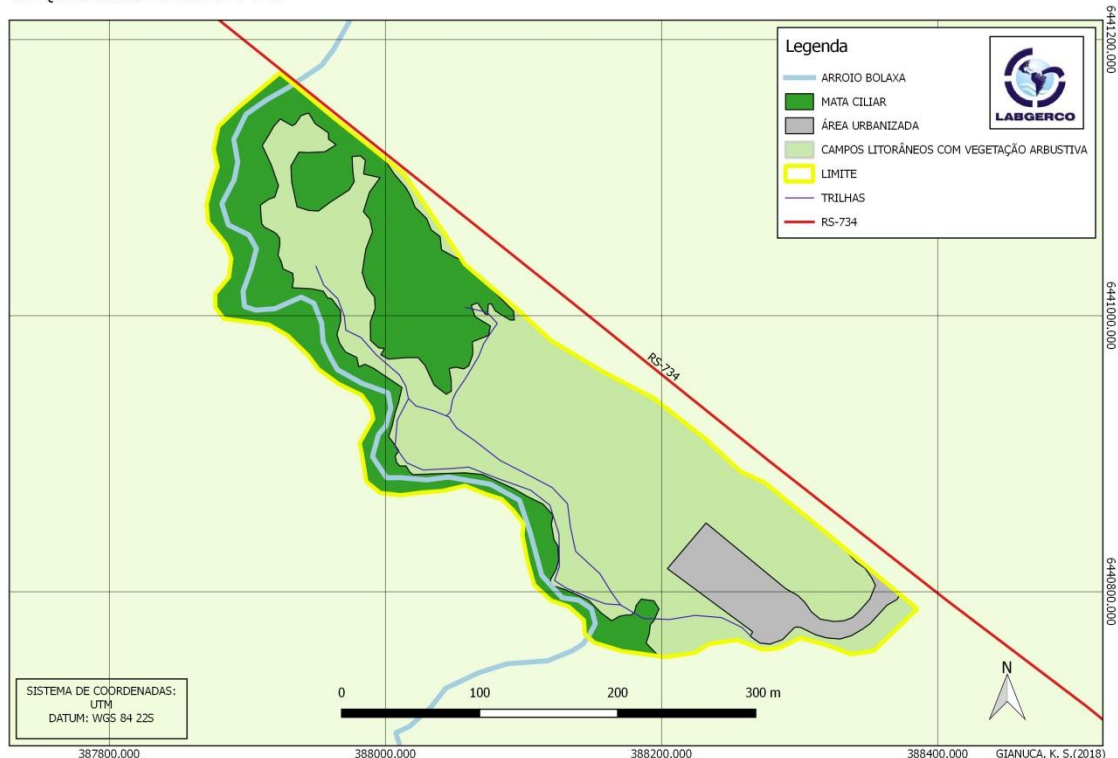 6441200.000
Legenda
ARROIO BOLAXA
MATA CILIAR
ÁREA URBANIZADA
CAMPOS LITORÂNEOS COM VEGETAÇÃO ARBUSTIVA
LIMITE
TRILHAS
RS-734
LABGERCO
6441000.000
RS-734
6440800.000
SISTEMA DE COORDENADAS:
UTM
DATUM: WGS 84 22S
0 100 200 300 m
N
387800.000 388000.000 388200.000 388400.000 GIANUCA, K. S.(2018)